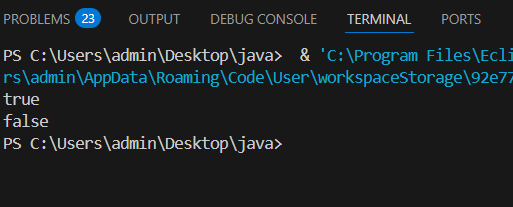 PROBLEMS 23 OUTPUT DEBUG CONSOLE TERMINAL PORTS
PS C:\Users\admin\Desktop\java>  & 'C:\Program Files\Ecli
rs\admin\AppData\Roaming\Code\User\workspaceStorage\92e77
true
false
PS C:\Users\admin\Desktop\java>